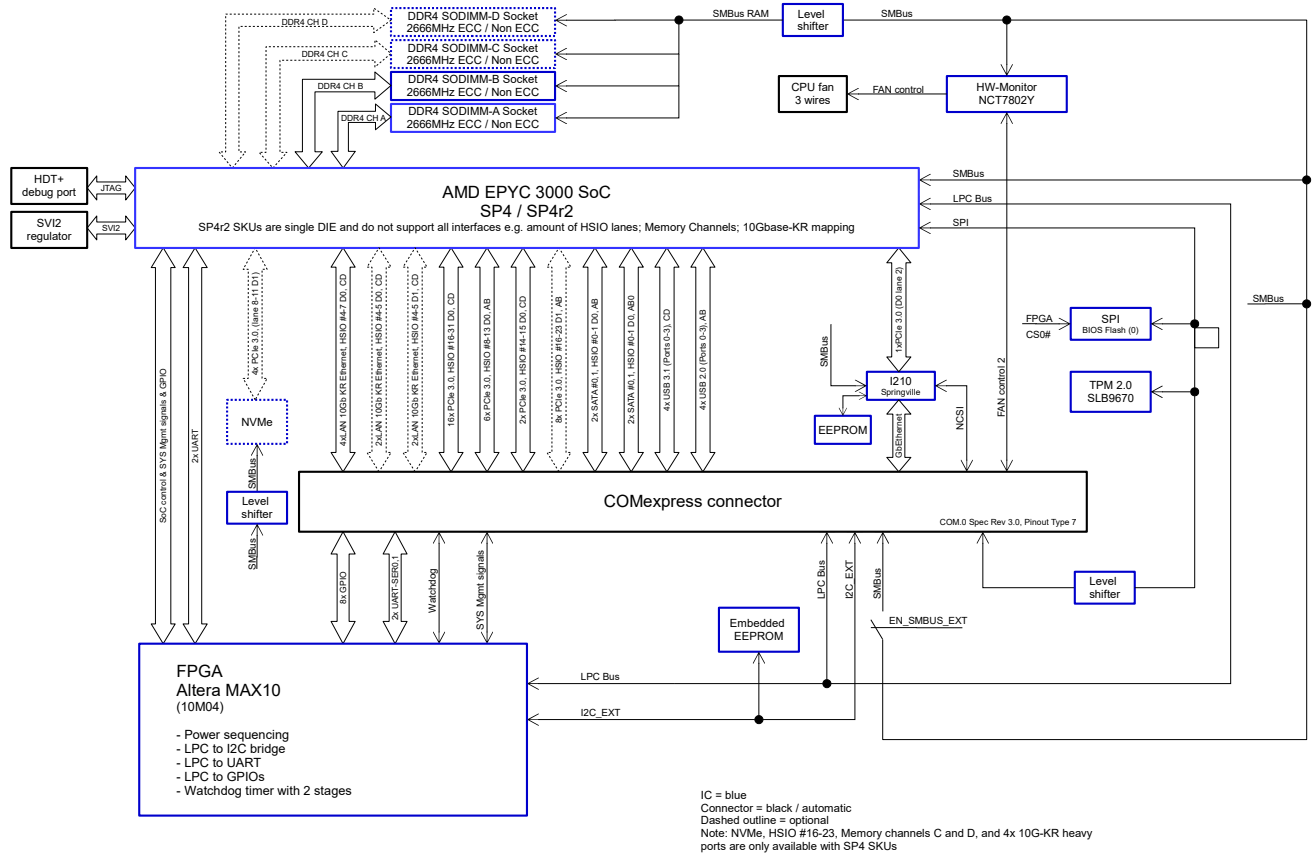 DDR4 CH D
DDR4 SODIMM-D Socket
2666MHz ECC / Non ECC
SMBus RAM
Level
shifter
SMBus
DDR4 CH C
DDR4 SODIMM-C Socket
2666MHz ECC / Non ECC
DDR4 CH B
DDR4 SODIMM-B Socket
2666MHz ECC / Non ECC
CPU fan
3 wires
FAN control
HW-Monitor
NCT7802Y
DDR4 CH A
DDR4 SODIMM-A Socket
2666MHz ECC / Non ECC
HDT+
debug port
JTAG
SVI2
regulator
SVI2
AMD EPYC 3000 SoC
SP4 / SP4r2
SP4r2 SKUs are single DIE and do not support all interfaces e.g. amount of HSIO lanes; Memory Channels; 10Gbase-KR mapping
SMBus
LPC Bus
SPI
SoC control & SYS Mgmt signals & GPIO
2x UART
4x PCIe 3.0, (lane 8-11 D1)
4xLAN 10Gb KR Ethernet, HSIO #4-7 D0, CD
2xLAN 10Gb KR Ethernet, HSIO #4-5 D0, CD
2xLAN 10Gb KR Ethernet, HSIO #4-5 D1, CD
16x PCIe 3.0, HSIO #16-31 D0, CD
6x PCIe 3.0, HSIO #8-13 D0, AB
2x PCIe 3.0, HSIO #14-15 D0, CD
8x PCIe 3.0, HSIO #16-23 D1, AB
2x SATA #0,1, HSIO #0-1 D0, AB
2x SATA #0,1, HSIO #0-1 D0, AB0
4x USB 3.1 (Ports 0-3), CD
4x USB 2.0 (Ports 0-3), AB
1xPCIe 3.0 (D0 lane 2)
SMBus
FAN control 2
SMBus
FPGA
CS0#
SPI
BIOS Flash (0)
I210
Springville
TPM 2.0
SLB9670
NVMe
EEPROM
GbEthernet
NCSI
SMBus
Level
shifter
SMBus
COMexpress connector
COM.0 Spec Rev 3.0, Pinout Type 7
8x GPIO
2x UART-SER0,1
Watchdog
SYS Mgmt signals
LPC Bus
I2C_EXT
SMBus
Level
shifter
Embedded
EEPROM
EN_SMBUS_EXT
FPGA
Altera MAX10
(10M04)
- Power sequencing
- LPC to I2C bridge
- LPC to UART
- LPC to GPIOs
- Watchdog timer with 2 stages
LPC Bus
I2C_EXT
IC = blue
Connector = black / automatic
Dashed outline = optional
Note: NVMe, HSIO #16-23, Memory channels C and D, and 4x 10G-KR heavy
ports are only available with SP4 SKUs